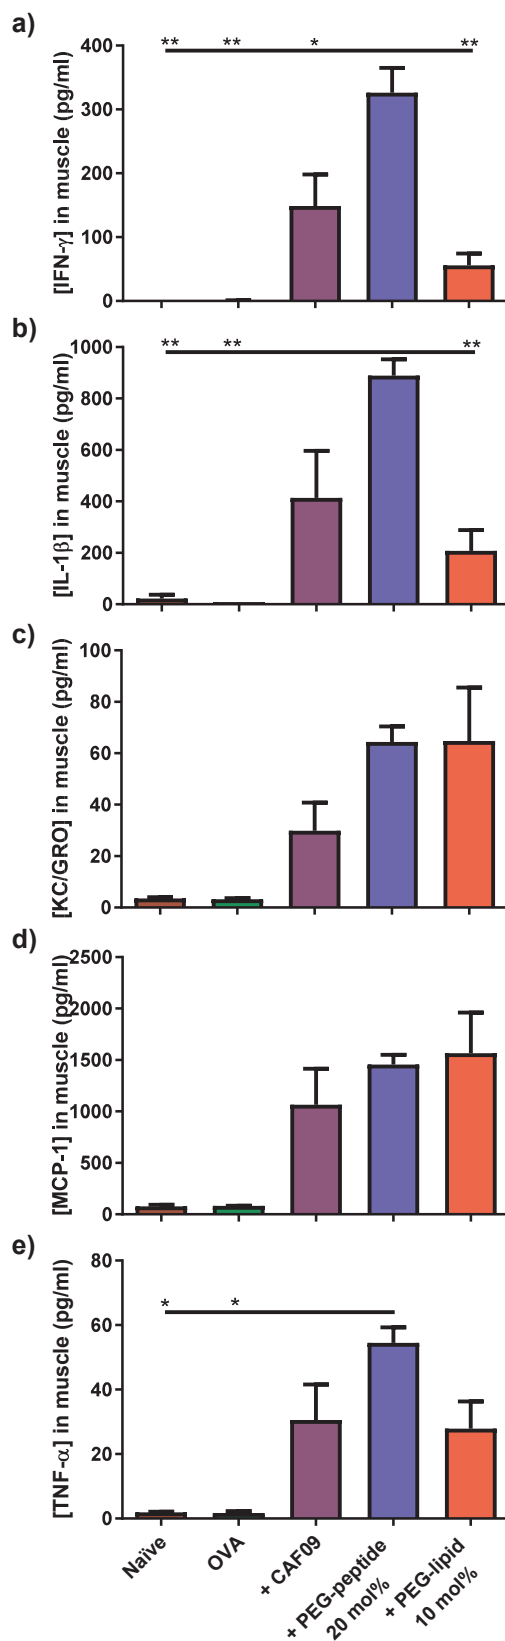 a)
** ** * **
[IFN-γ] in muscle (pg/ml)
400
300
200
100
0
b)
** ** **
[IL-1β] in muscle (pg/ml)
1000
800
600
400
200
0
c)
[KC/GRO] in muscle (pg/ml)
100
80
60
40
20
0
d)
[MCP-1] in muscle (pg/ml)
2500
2000
1500
1000
500
0
e)
* *
[TNF-α] in muscle (pg/ml)
80
60
40
20
0
Naïve
OVA
+ CAF09
+ PEG-peptide
20 mol%
+ PEG-lipid
10 mol%